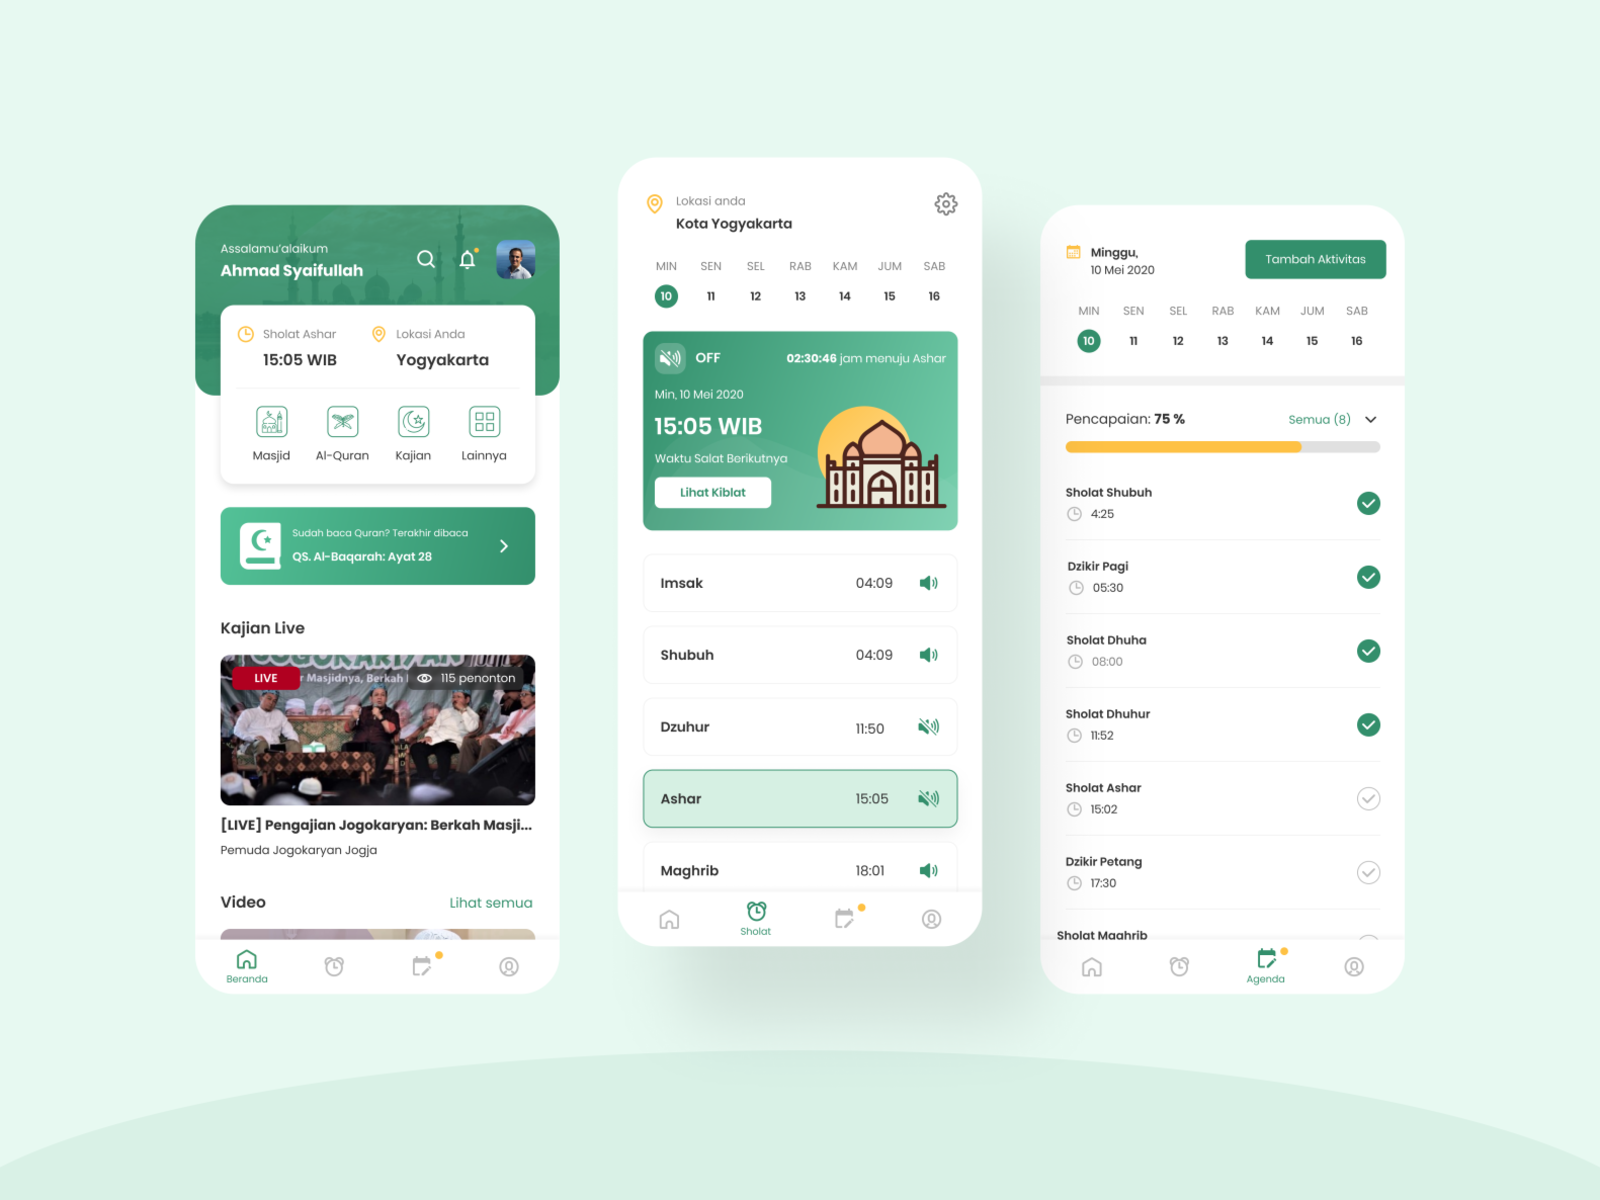 Assalamu'alaikum
Ahmad Syaifullah
Sholat Ashar
15:05 WIB
Lokasi Anda
Yogyakarta
Masjid
Al-Quran
Kajian
Lainnya
Sudah baca Quran? Terakhir dibaca
QS. Al-Baqarah: Ayat 28
Kajian Live
LIVE
115 penonton
r Masjidnya, Berkah
[LIVE] Pengajian Jogokaryan: Berkah Masji...
Pemuda Jogokaryan Jogja
Video
Lihat semua
Beranda
Lokasi anda
Kota Yogyakarta
MIN SEN SEL RAB KAM JUM SAB
10 11 12 13 14 15 16
OFF
02:30:46 jam menuju Ashar
Min, 10 Mei 2020
15:05 WIB
Waktu Salat Berikutnya
Lihat Kiblat
Imsak 04:09
Shubuh 04:09
Dzuhur 11:50
Ashar 15:05
Maghrib 18:01
Sholat
Minggu,
10 Mei 2020
Tambah Aktivitas
MIN SEN SEL RAB KAM JUM SAB
10 11 12 13 14 15 16
Pencapaian: 75 %
Semua (8)
Sholat Shubuh
4:25
Dzikir Pagi
05:30
Sholat Dhuha
08:00
Sholat Dhuhur
11:52
Sholat Ashar
15:02
Dzikir Petang
17:30
Sholat Maghrib
Agenda